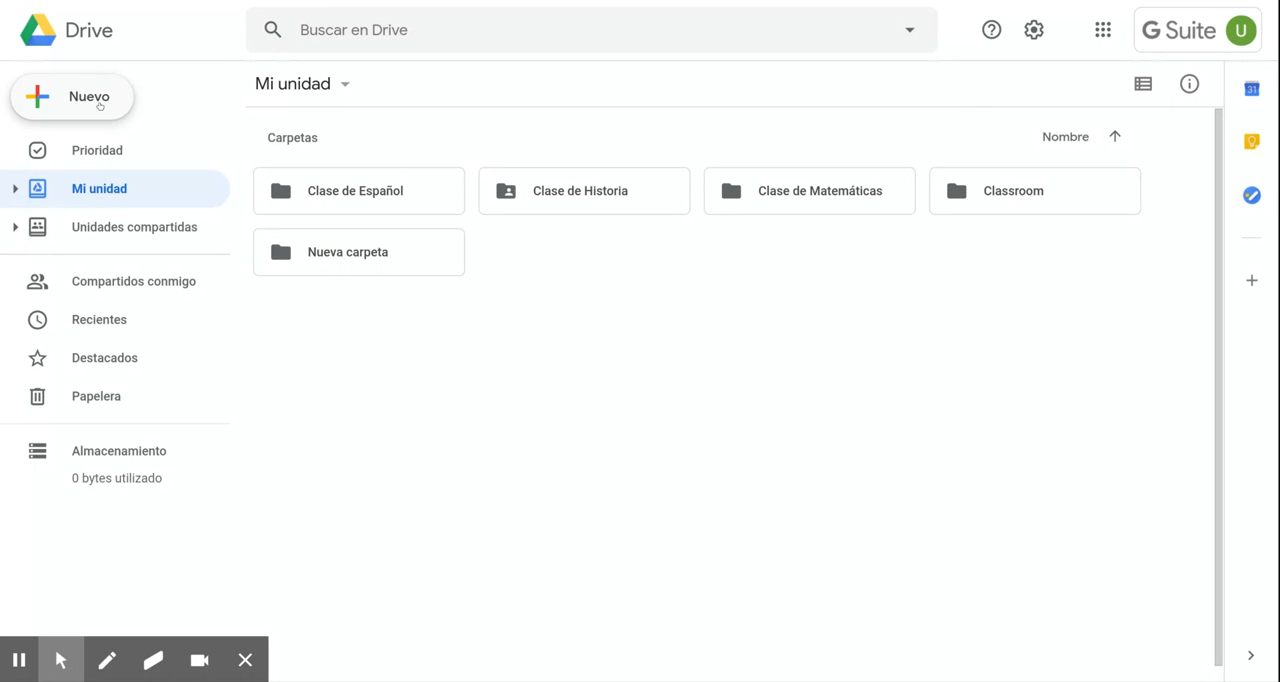 Drive
Buscar en Drive
G Suite
U
Nuevo
Mi unidad
31
Prioridad
Mi unidad
Unidades compartidas
Compartidos conmigo
Recientes
Destacados
Papelera
Almacenamiento
0 bytes utilizado
Carpetas
Nombre
Clase de Español
Clase de Historia
Clase de Matemáticas
Classroom
Nueva carpeta